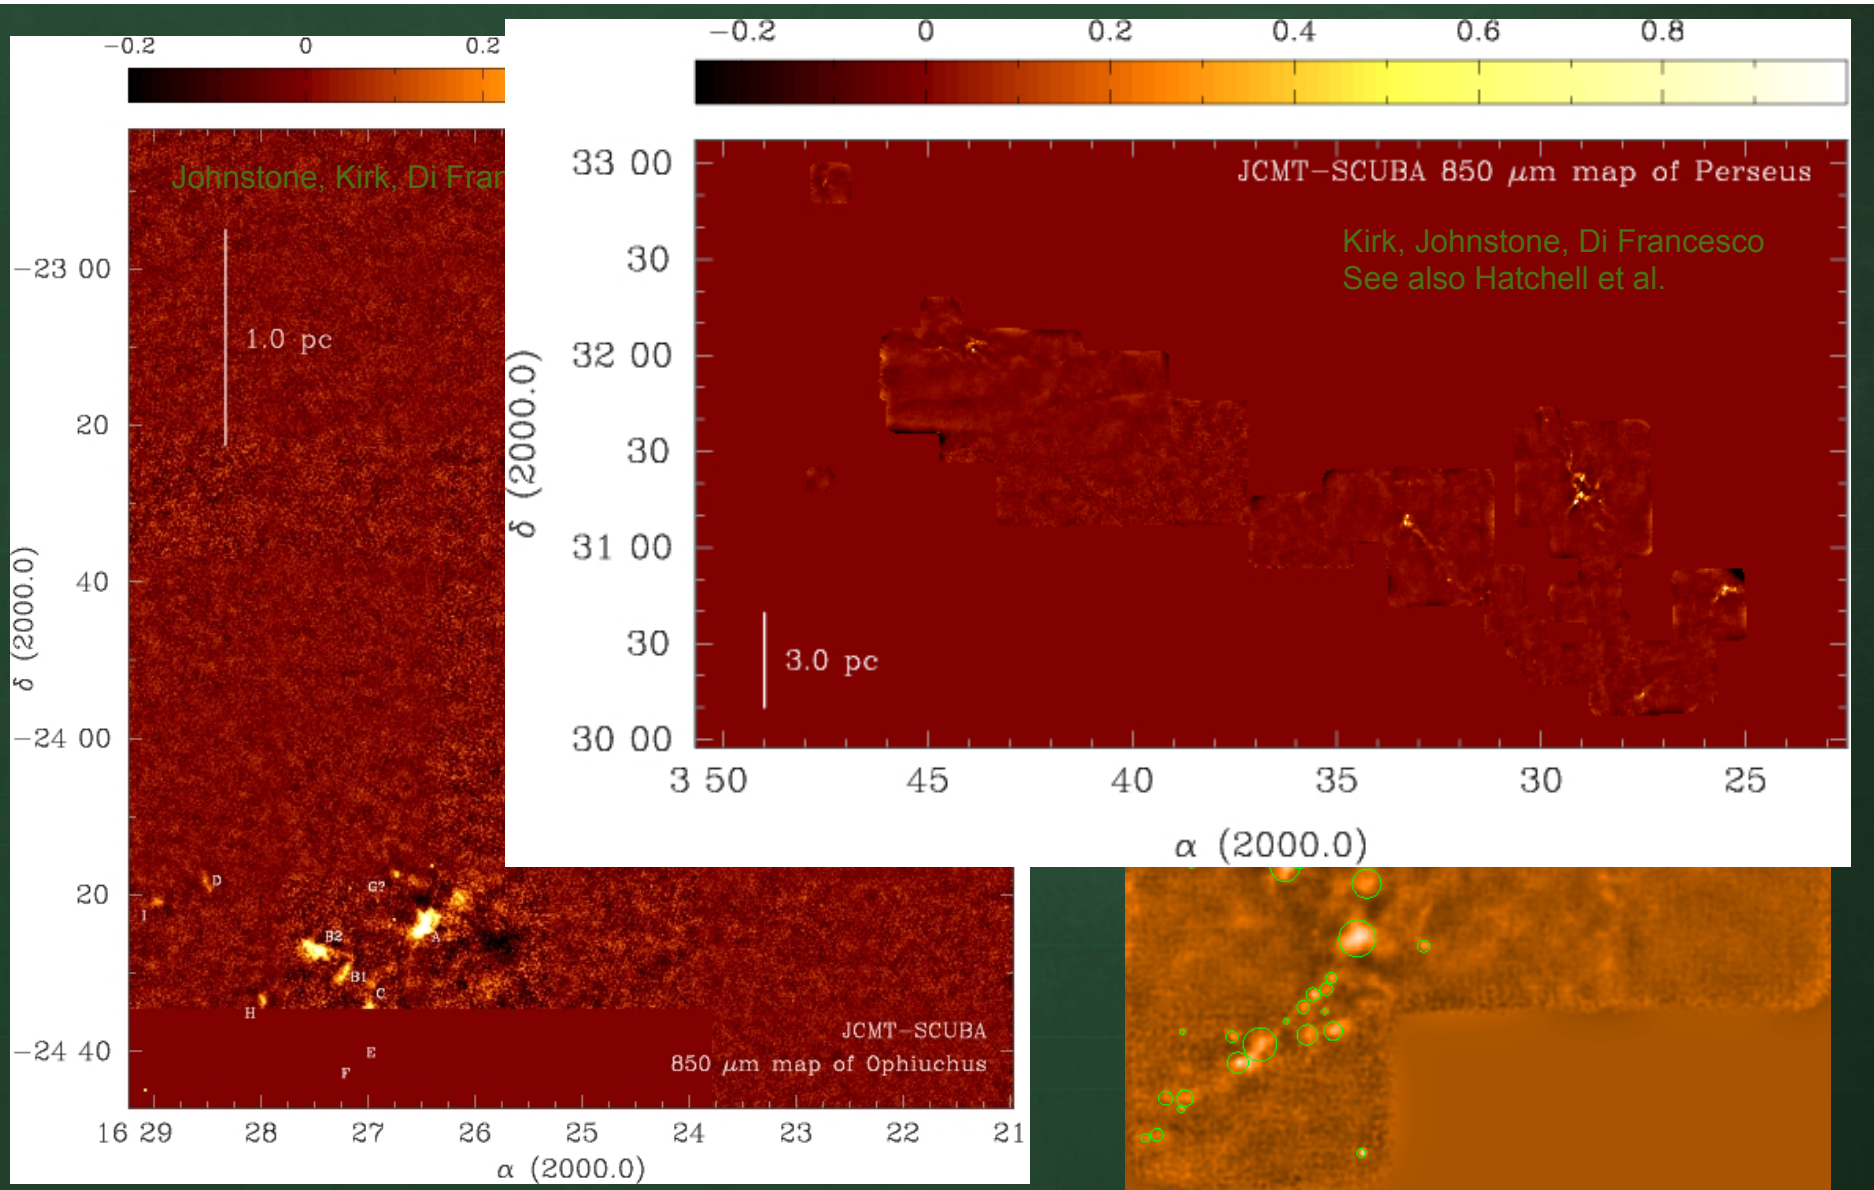 -0.2 0 0.2
Johnstone, Kirk, Di Fran
1.0 pc
-23 00
20
40
-24 00
20
-24 40
δ (2000.0)
D
I
G?
A
B2
B1
C
H
E
F
JCMT-SCUBA
850 μm map of Ophiuchus
16 29 28 27 26 25 24 23 22 21
α (2000.0)
-0.2 0 0.2 0.4 0.6 0.8
JCMT-SCUBA 850 μm map of Perseus
Kirk, Johnstone, Di Francesco
See also Hatchell et al.
33 00
30
32 00
30
31 00
30
30 00
δ (2000.0)
3.0 pc
3 50 45 40 35 30 25
α (2000.0)